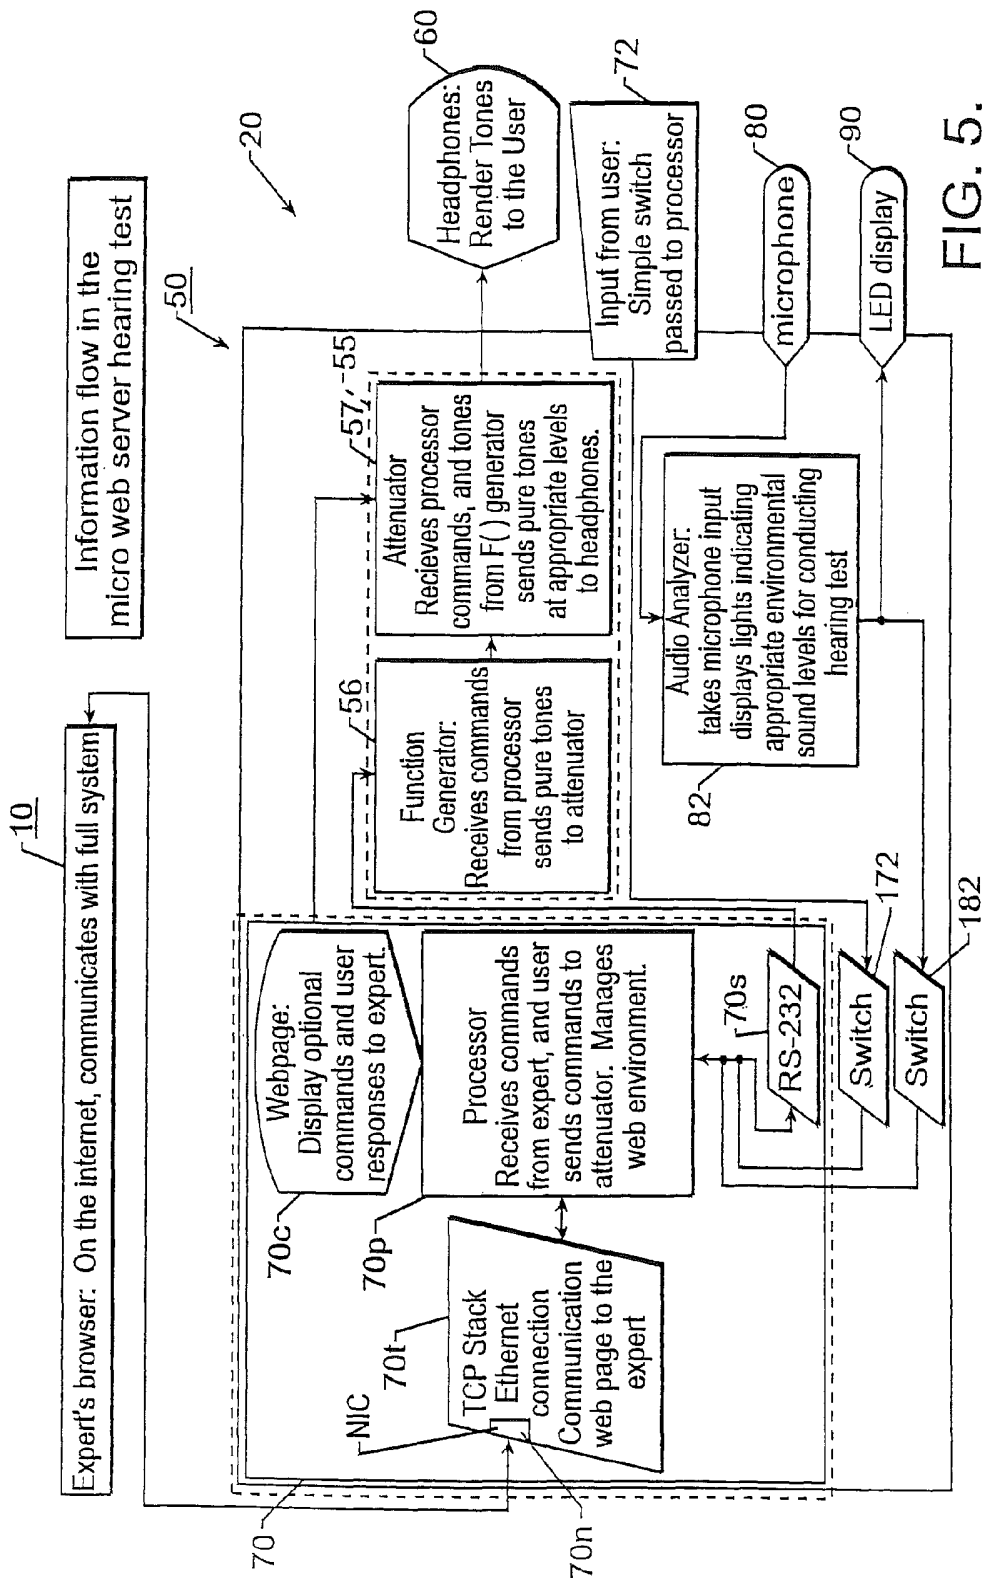 Information flow in the
micro web server hearing test
10
Expert's browser: On the internet, communicates with full system
50
20
70
NIC
70n
70t
TCP Stack
Ethernet
connection
Communication
web page to the
expert
70c
Webpage:
Display optional
commands and user
responses to expert.
70p
Processor
Receives commands
from expert, and user
sends commands to
attenuator. Manages
web environment.
70s
RS-232
Switch
172
Switch
182
56
Function
Generator:
Receives commands
from processor
sends pure tones
to attenuator
57
55
Attenuator
Recieves processor
commands, and tones
from F() generator
sends pure tones
at appropriate levels
to headphones.
60
Headphones:
Render Tones
to the User
72
Input from user:
Simple switch
passed to processor
82
Audio Analyzer:
takes microphone input
displays lights indicating
appropriate environmental
sound levels for conducting
hearing test
80
microphone
90
LED display
FIG. 5.